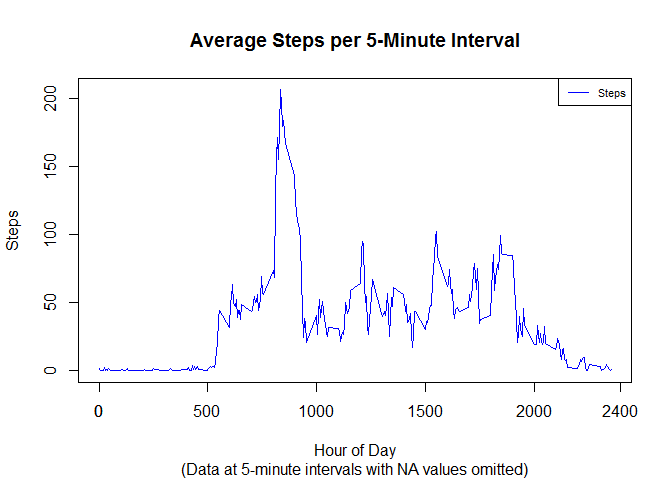 Average Steps per 5-Minute Interval
Steps
200
150
100
50
0
Steps
0 500 1000 1500 2000 2400
Hour of Day
(Data at 5-minute intervals with NA values omitted)